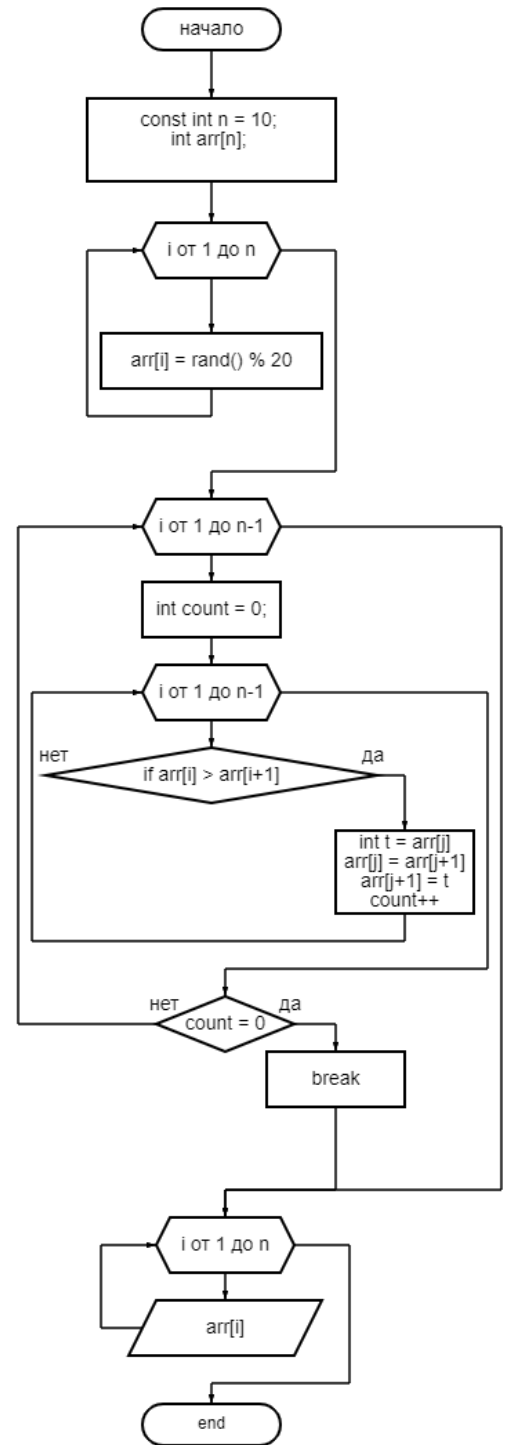 начало
const int n = 10;
int arr[n];
i от 1 до n
arr[i] = rand() % 20
i от 1 до n-1
int count = 0;
i от 1 до n-1
нет
да
if arr[i] > arr[i+1]
int t = arr[j]
arr[j] = arr[j+1]
arr[j+1] = t
count++
нет
да
count = 0
break
i от 1 до n
arr[i]
end